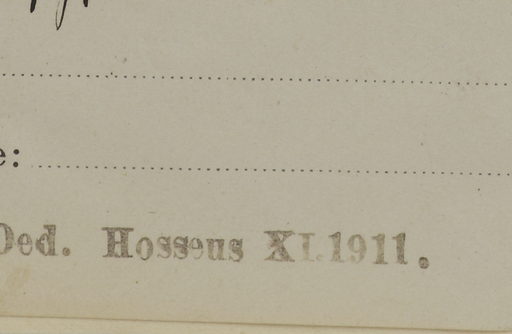 e:
Ded. Hosseus XI.1911.